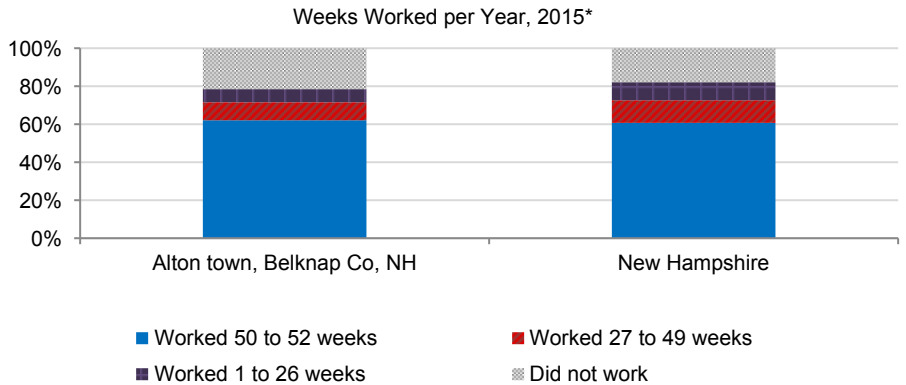 Weeks Worked per Year, 2015*
100%
80%
60%
40%
20%
0%
Alton town, Belknap Co, NH
New Hampshire
Worked 50 to 52 weeks
Worked 27 to 49 weeks
Worked 1 to 26 weeks
Did not work